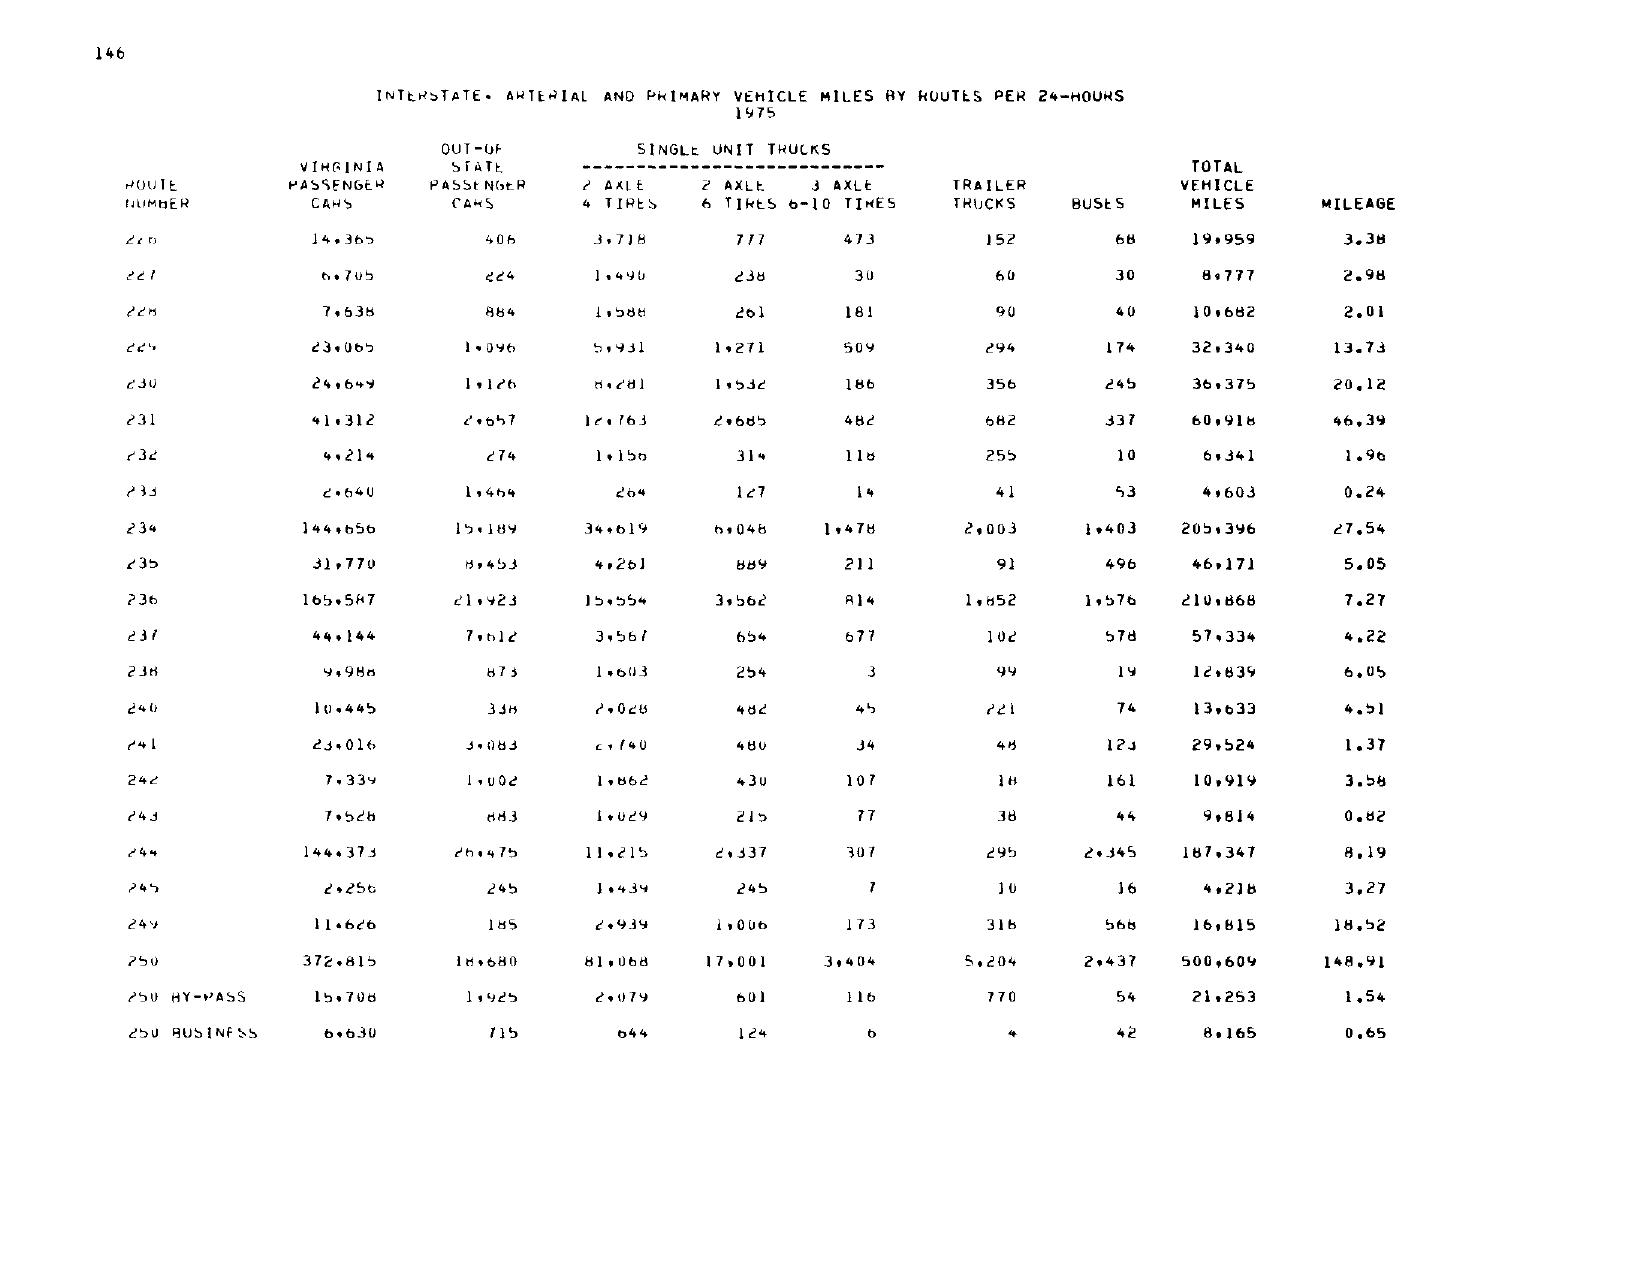 146
INTERSTATE, ARTERIAL AND PRIMARY VEHICLE MILES BY ROUTES PER 24-HOURS
1975
OUT-OF SINGLE UNIT TRUCKS
VIRGINIA STATE --------------------------- TOTAL
ROUTE PASSENGER PASSENGER 2 AXLE 2 AXLE 3 AXLE TRAILER VEHICLE
NUMBER CARS CARS 4 TIRES 6 TIRES 6-10 TIRES TRUCKS BUSES MILES MILEAGE
226 14,365 406 3,718 777 473 152 68 19,959 3.38
227 6,705 224 1,490 238 30 60 30 8,777 2.98
228 7,638 884 1,588 261 181 90 40 10,682 2.01
229 23,065 1,096 5,931 1,271 509 294 174 32,340 13.73
230 24,649 1,126 8,281 1,532 186 356 245 36,375 20.12
231 41,312 2,657 12,763 2,685 482 682 337 60,918 46.39
232 4,214 274 1,156 314 118 255 10 6,341 1.96
233 2,640 1,464 264 127 14 41 53 4,603 0.24
234 144,656 15,189 34,619 6,048 1,478 2,003 1,403 205,396 27.54
235 31,770 8,453 4,261 889 211 91 496 46,171 5.05
236 165,587 21,923 15,554 3,562 814 1,852 1,576 210,868 7.27
237 44,144 7,612 3,567 654 677 102 578 57,334 4.22
238 9,988 873 1,603 254 3 99 19 12,839 6.05
240 10,445 338 2,028 482 45 221 74 13,633 4.51
241 23,016 3,083 2,740 480 34 48 123 29,524 1.37
242 7,339 1,002 1,862 430 107 18 161 10,919 3.58
243 7,528 883 1,029 215 77 38 44 9,814 0.82
244 144,373 26,475 11,215 2,337 307 295 2,345 187,347 8.19
245 2,256 245 1,439 245 7 10 16 4,218 3.27
249 11,626 185 2,939 1,006 173 318 568 16,815 18.52
250 372,815 18,680 81,068 17,001 3,404 5,204 2,437 500,609 148.91
250 BY-PASS 15,708 1,925 2,079 601 116 770 54 21,253 1.54
250 BUSINESS 6,630 715 644 124 6 4 42 8,165 0.65